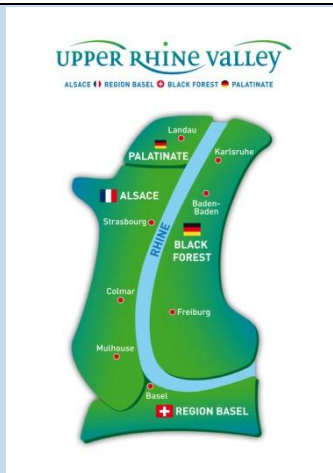 UPPER RHINE VALLEY
ALSACE REGION BASEL BLACK FOREST PALATINATE
Landau
PALATINATE
Karlsruhe
ALSACE
Baden-
Baden
Strasbourg
RHINE
BLACK
FOREST
Colmar
Freiburg
Mulhouse
Basel
REGION BASEL